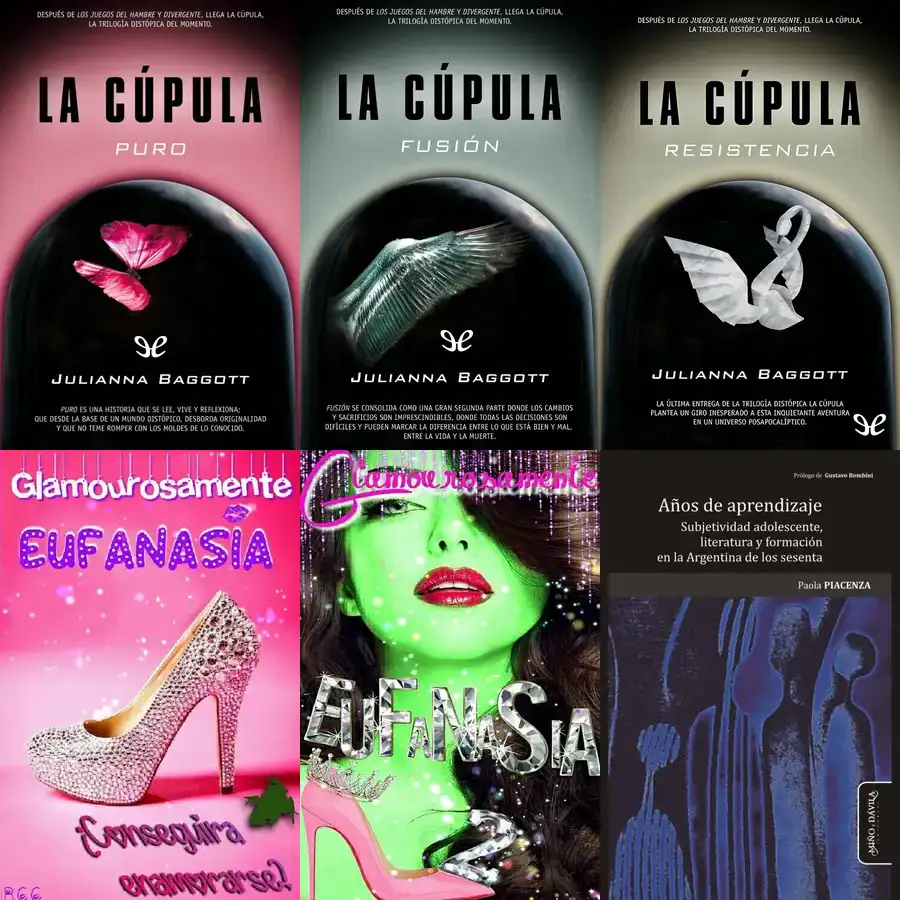 DESPUÉS DE LOS JUEGOS DEL HAMBRE Y DIVERGENTE, LLEGA LA CÚPULA,
LA TRILOGÍA DISTÓPICA DEL MOMENTO.
LA CÚPULA
PURO
JULIANNA BAGGOTT
PURO ES UNA HISTORIA QUE SE LEE, VIVE Y REFLEXIONA;
QUE DESDE LA BASE DE UN MUNDO DISTÓPICO, DESBORDA ORIGINALIDAD
Y QUE NO TEME ROMPER CON LOS MOLDES DE LO CONOCIDO.
DESPUÉS DE LOS JUEGOS DEL HAMBRE Y DIVERGENTE, LLEGA LA CÚPULA,
LA TRILOGÍA DISTÓPICA DEL MOMENTO.
LA CÚPULA
FUSIÓN
JULIANNA BAGGOTT
FUSIÓN SE CONSOLIDA COMO UNA GRAN SEGUNDA PARTE DONDE LOS CAMBIOS
Y SACRIFICIOS SON IMPRESCINDIBLES, DONDE TODAS LAS DECISIONES SON
DIFÍCILES Y PUEDEN MARCAR LA DIFERENCIA ENTRE LO QUE ESTÁ BIEN Y MAL,
ENTRE LA VIDA Y LA MUERTE.
DESPUÉS DE LOS JUEGOS DEL HAMBRE Y DIVERGENTE, LLEGA LA CÚPULA,
LA TRILOGÍA DISTÓPICA DEL MOMENTO.
LA CÚPULA
RESISTENCIA
JULIANNA BAGGOTT
LA ÚLTIMA ENTREGA DE LA TRILOGÍA DISTÓPICA LA CÚPULA
PLANTEA UN GIRO INESPERADO A ESTA INQUIETANTE AVENTURA
EN UN UNIVERSO POSAPOCALÍPTICO.
Glamourosamente
EUFANASIA
¡Conseguira
enamorarse?
Glamourosamente
EUFANASIA
2
Prólogo de Gustavo Bombini
Años de aprendizaje
Subjetividad adolescente,
literatura y formación
en la Argentina de los sesenta
Paola PIACENZA
MIÑO y DÁVILA